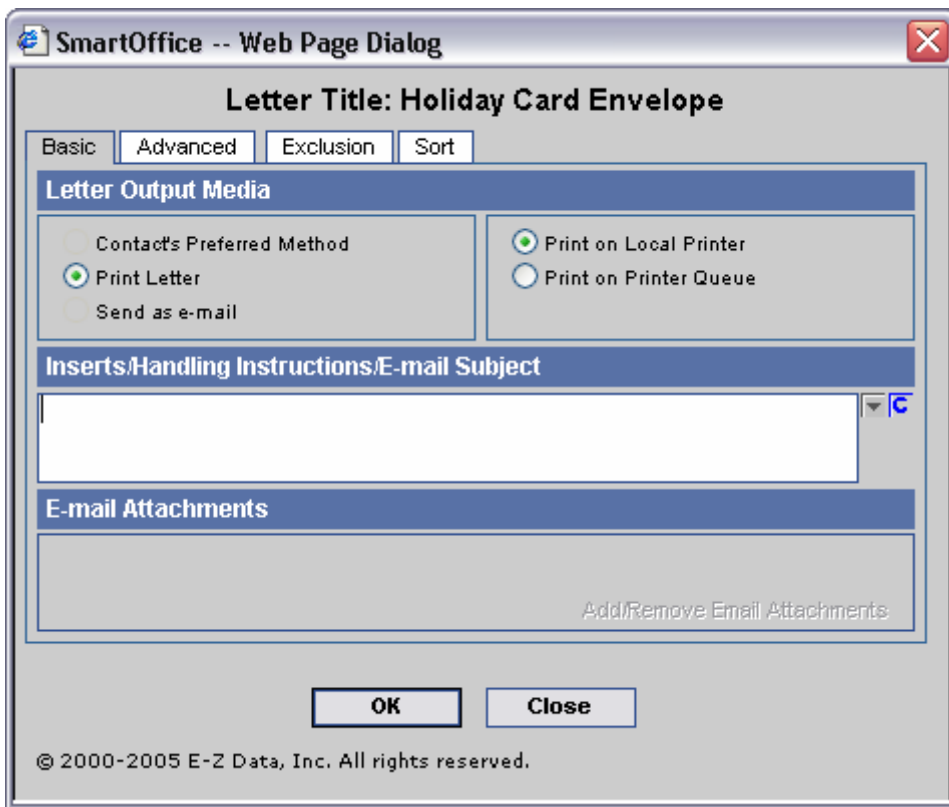 SmartOffice -- Web Page Dialog
Letter Title: Holiday Card Envelope
Basic Advanced Exclusion Sort
Letter Output Media
Contact's Preferred Method
Print Letter
Send as e-mail
Print on Local Printer
Print on Printer Queue
Inserts/Handling Instructions/E-mail Subject
C
E-mail Attachments
Add/Remove Email Attachments
OK Close
© 2000-2005 E-Z Data, Inc. All rights reserved.